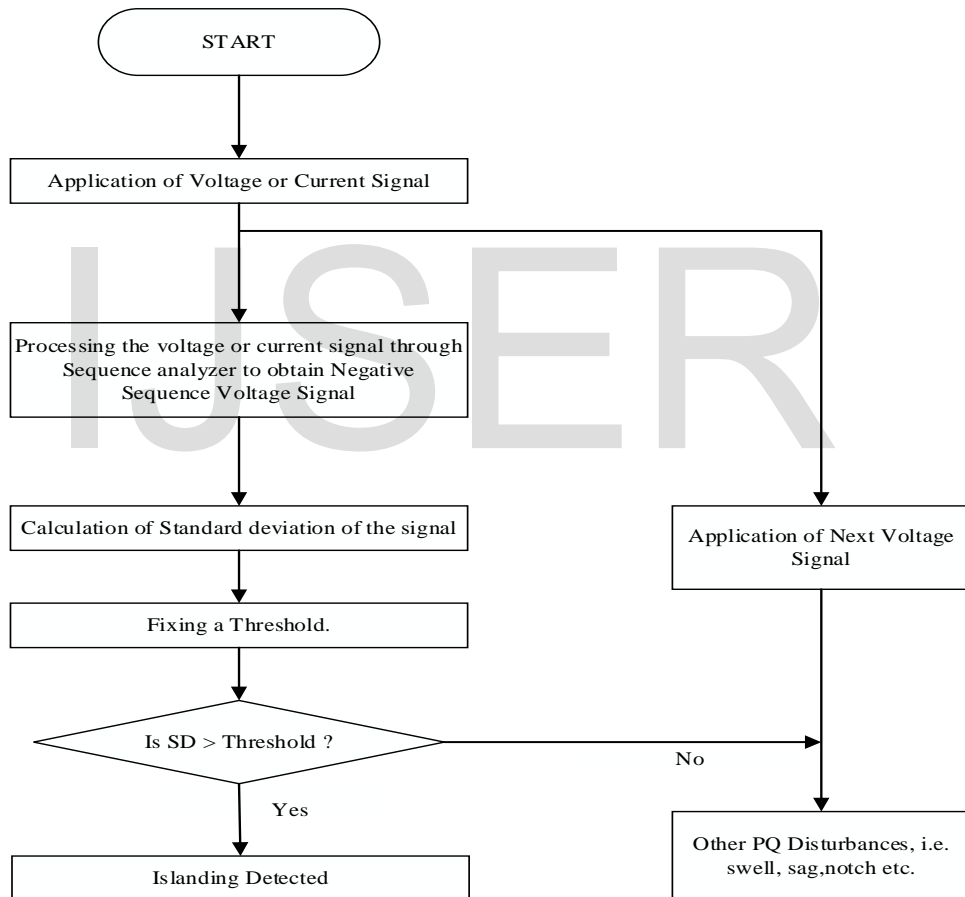 START
Application of Voltage or Current Signal
IJSER
Processing the voltage or current signal through
Sequence analyzer to obtain Negative
Sequence Voltage Signal
Calculation of Standard deviation of the signal
Application of Next Voltage
Signal
Fixing a Threshold.
Is SD > Threshold ?
No
Yes
Other PQ Disturbances, i.e.
swell, sag,notch etc.
Islanding Detected